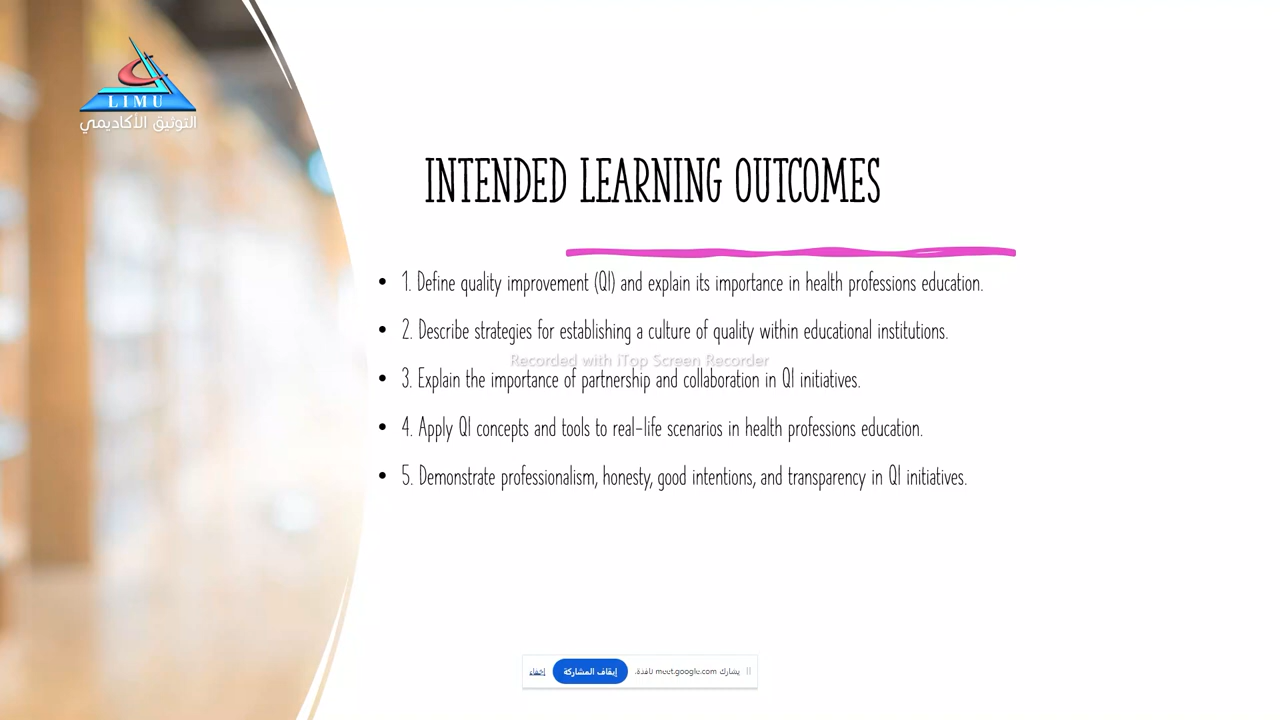 LIMU
التوثيق الأكاديمي
INTENDED LEARNING OUTCOMES
• 1. Define quality improvement (QI) and explain its importance in health professions education.
• 2. Describe strategies for establishing a culture of quality within educational institutions.
Recorded with iTop Screen Recorder
• 3. Explain the importance of partnership and collaboration in QI initiatives.
• 4. Apply QI concepts and tools to real-life scenarios in health professions education.
• 5. Demonstrate professionalism, honesty, good intentions, and transparency in QI initiatives.
يشارك meet.google.com نافذة. إيقاف المشاركة إخفاء